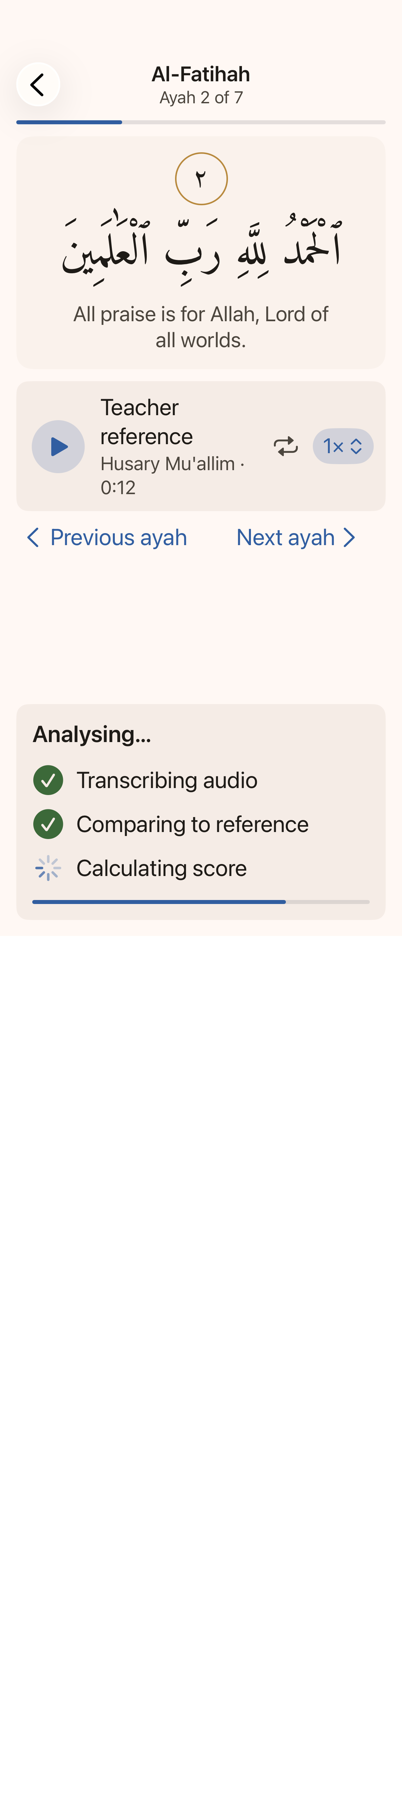 Al-Fatihah
Ayah 2 of 7
٢
ٱلْحَمْدُ لِلَّهِ رَبِّ ٱلْعَٰلَمِينَ
All praise is for Allah, Lord of
all worlds.
Teacher
reference
Husary Mu'allim ·
0:12
1×
Previous ayah
Next ayah
Analysing...
Transcribing audio
Comparing to reference
Calculating score